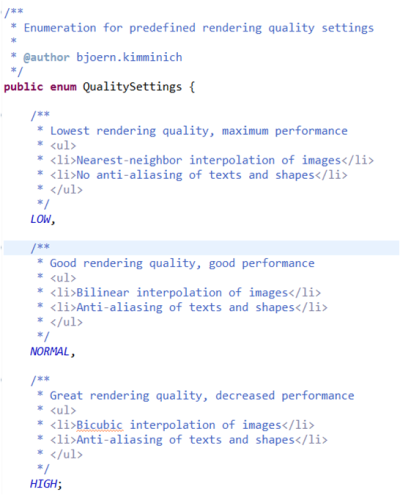 /**
 * Enumeration for predefined rendering quality settings
 *
 * @author bjoern.kimminich
 */
public enum QualitySettings {
    /**
     * Lowest rendering quality, maximum performance
     * <ul>
     * <li>Nearest-neighbor interpolation of images</li>
     * <li>No anti-aliasing of texts and shapes</li>
     * </ul>
     */
    LOW,
    /**
     * Good rendering quality, good performance
     * <ul>
     * <li>Bilinear interpolation of images</li>
     * <li>Anti-aliasing of texts and shapes</li>
     * </ul>
     */
    NORMAL,
    /**
     * Great rendering quality, decreased performance
     * <ul>
     * <li>Bicubic interpolation of images</li>
     * <li>Anti-aliasing of texts and shapes</li>
     * </ul>
     */
    HIGH;